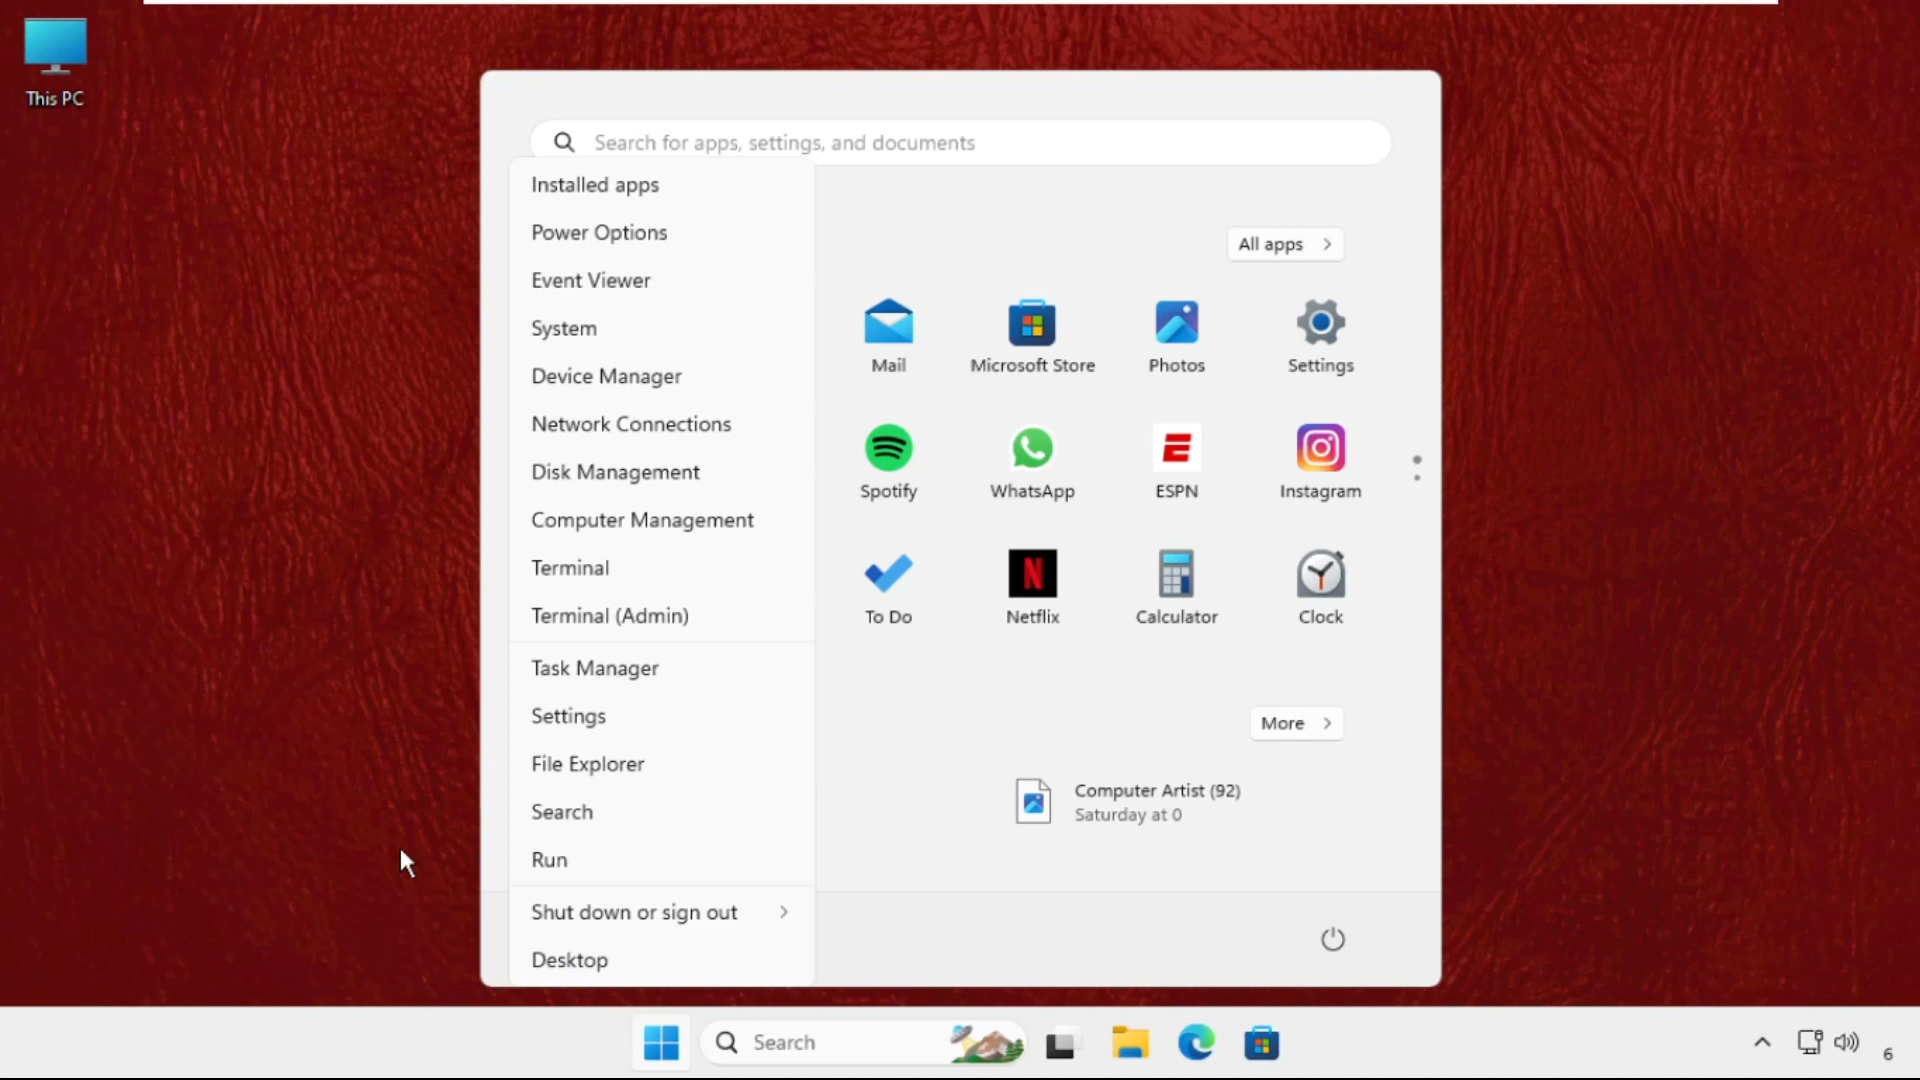 This PC
Search for apps, settings, and documents
Installed apps
Power Options
Event Viewer
System
Device Manager
Network Connections
Disk Management
Computer Management
Terminal
Terminal (Admin)
Task Manager
Settings
File Explorer
Search
Run
Shut down or sign out
Desktop
All apps
Mail
Microsoft Store
Photos
Settings
Spotify
WhatsApp
ESPN
Instagram
To Do
Netflix
Calculator
Clock
More
Computer Artist (92)
Saturday at 0
Search
6